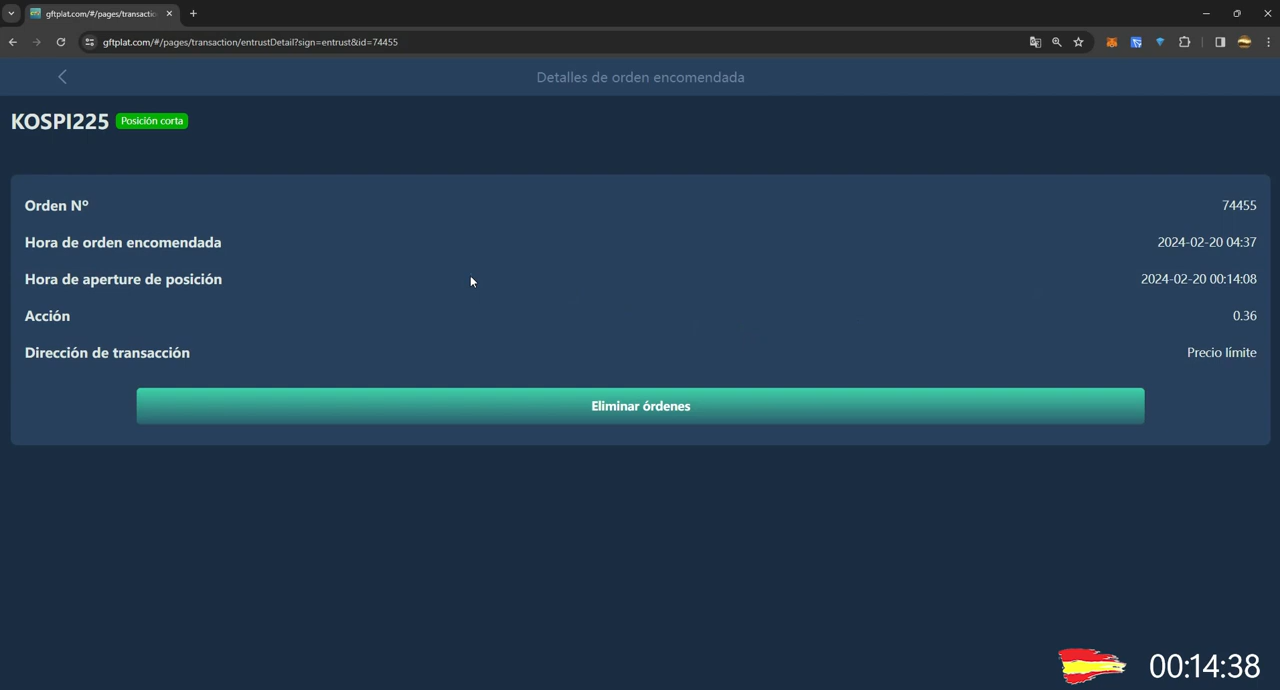 gftplat.com/#/pages/transactio
gftplat.com/#/pages/transaction/entrustDetail?sign=entrust&id=74455
Detalles de orden encomendada
KOSPI225 Posición corta
Orden Nº 74455
Hora de orden encomendada 2024-02-20 04:37
Hora de aperture de posición 2024-02-20 00:14:08
Acción 0.36
Dirección de transacción Precio límite
Eliminar órdenes
00:14:38